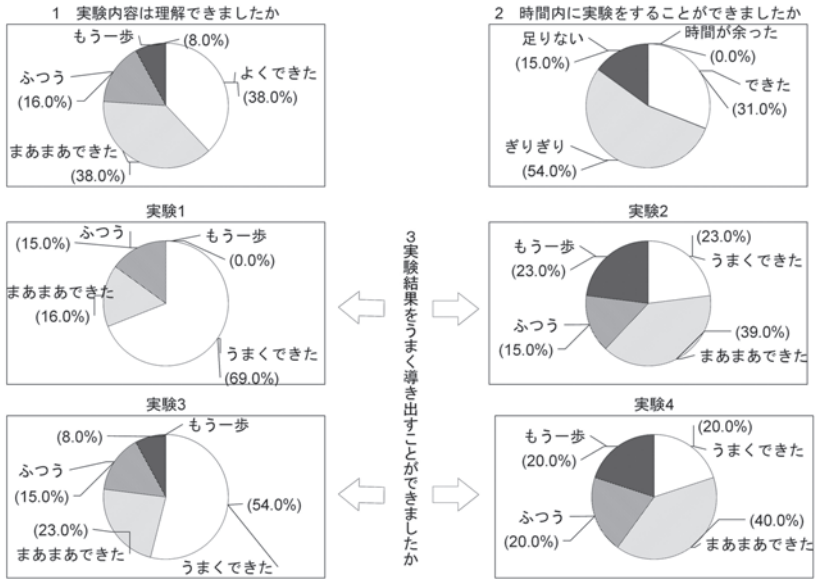 1 実験内容は理解できましたか
もう一歩
(8.0%)
よくできた
(38.0%)
ふつう
(16.0%)
まあまあできた
(38.0%)
2 時間内に実験をすることができましたか
足りない
(15.0%)
時間が余った
(0.0%)
できた
(31.0%)
ぎりぎり
(54.0%)
3実験結果をうまく導き出すことができましたか
実験1
ふつう
(15.0%)
もう一歩
(0.0%)
まあまあできた
(16.0%)
うまくできた
(69.0%)
実験2
(23.0%)
うまくできた
もう一歩
(23.0%)
ふつう
(15.0%)
(39.0%)
まあまあできた
実験3
もう一歩
(8.0%)
ふつう
(15.0%)
(54.0%)
(23.0%)
まあまあできた
うまくできた
実験4
(20.0%)
うまくできた
もう一歩
(20.0%)
ふつう
(20.0%)
(40.0%)
まあまあできた